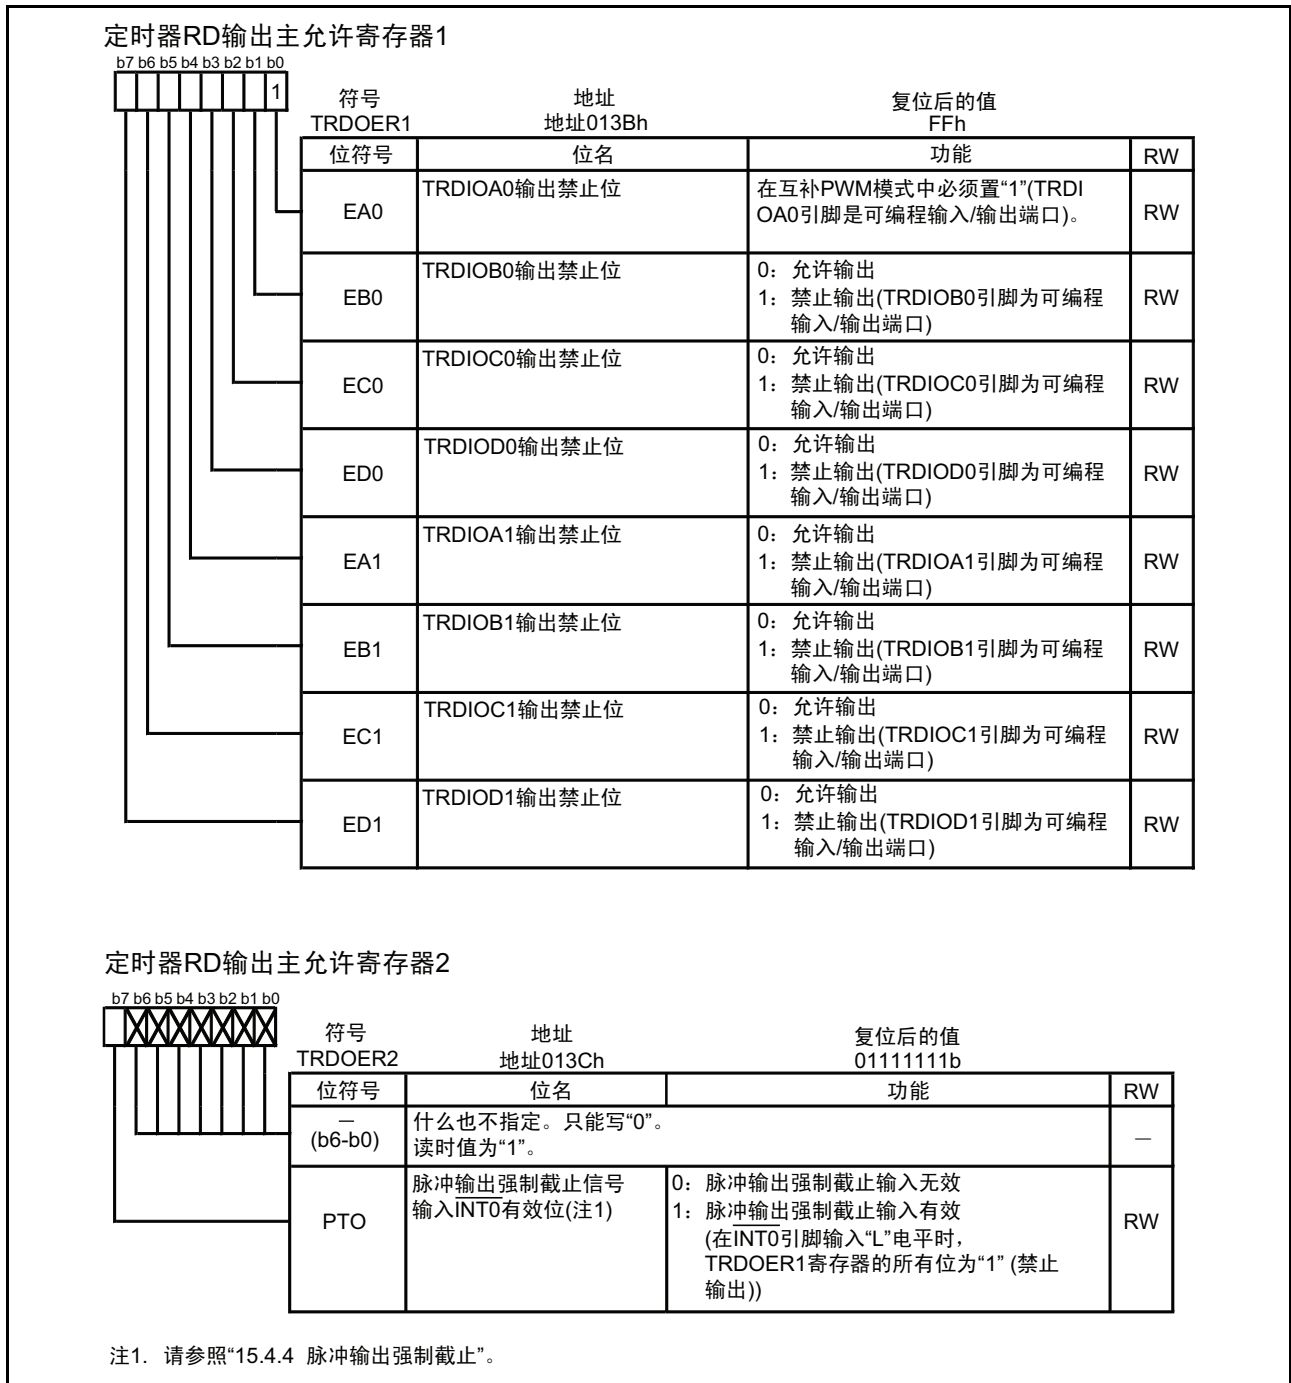 定时器RD输出主允许寄存器1
b7 b6 b5 b4 b3 b2 b1 b0
1
符号 地址 复位后的值
TRDOER1 地址013Bh FFh
位符号 位名 功能 RW
EA0 TRDIOA0输出禁止位 在互补PWM模式中必须置“1”(TRDI
OA0引脚是可编程输入/输出端口)。 RW
EB0 TRDIOB0输出禁止位 0：允许输出
1：禁止输出(TRDIOB0引脚为可编程 RW
输入/输出端口)
EC0 TRDIOC0输出禁止位 0：允许输出
1：禁止输出(TRDIOC0引脚为可编程 RW
输入/输出端口)
ED0 TRDIOD0输出禁止位 0：允许输出
1：禁止输出(TRDIOD0引脚为可编程 RW
输入/输出端口)
EA1 TRDIOA1输出禁止位 0：允许输出
1：禁止输出(TRDIOA1引脚为可编程 RW
输入/输出端口)
EB1 TRDIOB1输出禁止位 0：允许输出
1：禁止输出(TRDIOB1引脚为可编程 RW
输入/输出端口)
EC1 TRDIOC1输出禁止位 0：允许输出
1：禁止输出(TRDIOC1引脚为可编程 RW
输入/输出端口)
ED1 TRDIOD1输出禁止位 0：允许输出
1：禁止输出(TRDIOD1引脚为可编程 RW
输入/输出端口)
定时器RD输出主允许寄存器2
b7 b6 b5 b4 b3 b2 b1 b0
符号 地址 复位后的值
TRDOER2 地址013Ch 01111111b
位符号 位名 功能 RW
— 什么也不指定。只能写“0”。
(b6-b0) 读时值为“1”。 —
脉冲输出强制截止信号 0：脉冲输出强制截止输入无效
PTO 输入INT0有效位(注1) 1：脉冲输出强制截止输入有效 RW
(在INT0引脚输入“L”电平时，
TRDOER1寄存器的所有位为“1” (禁止
输出))
注1. 请参照“15.4.4 脉冲输出强制截止”。